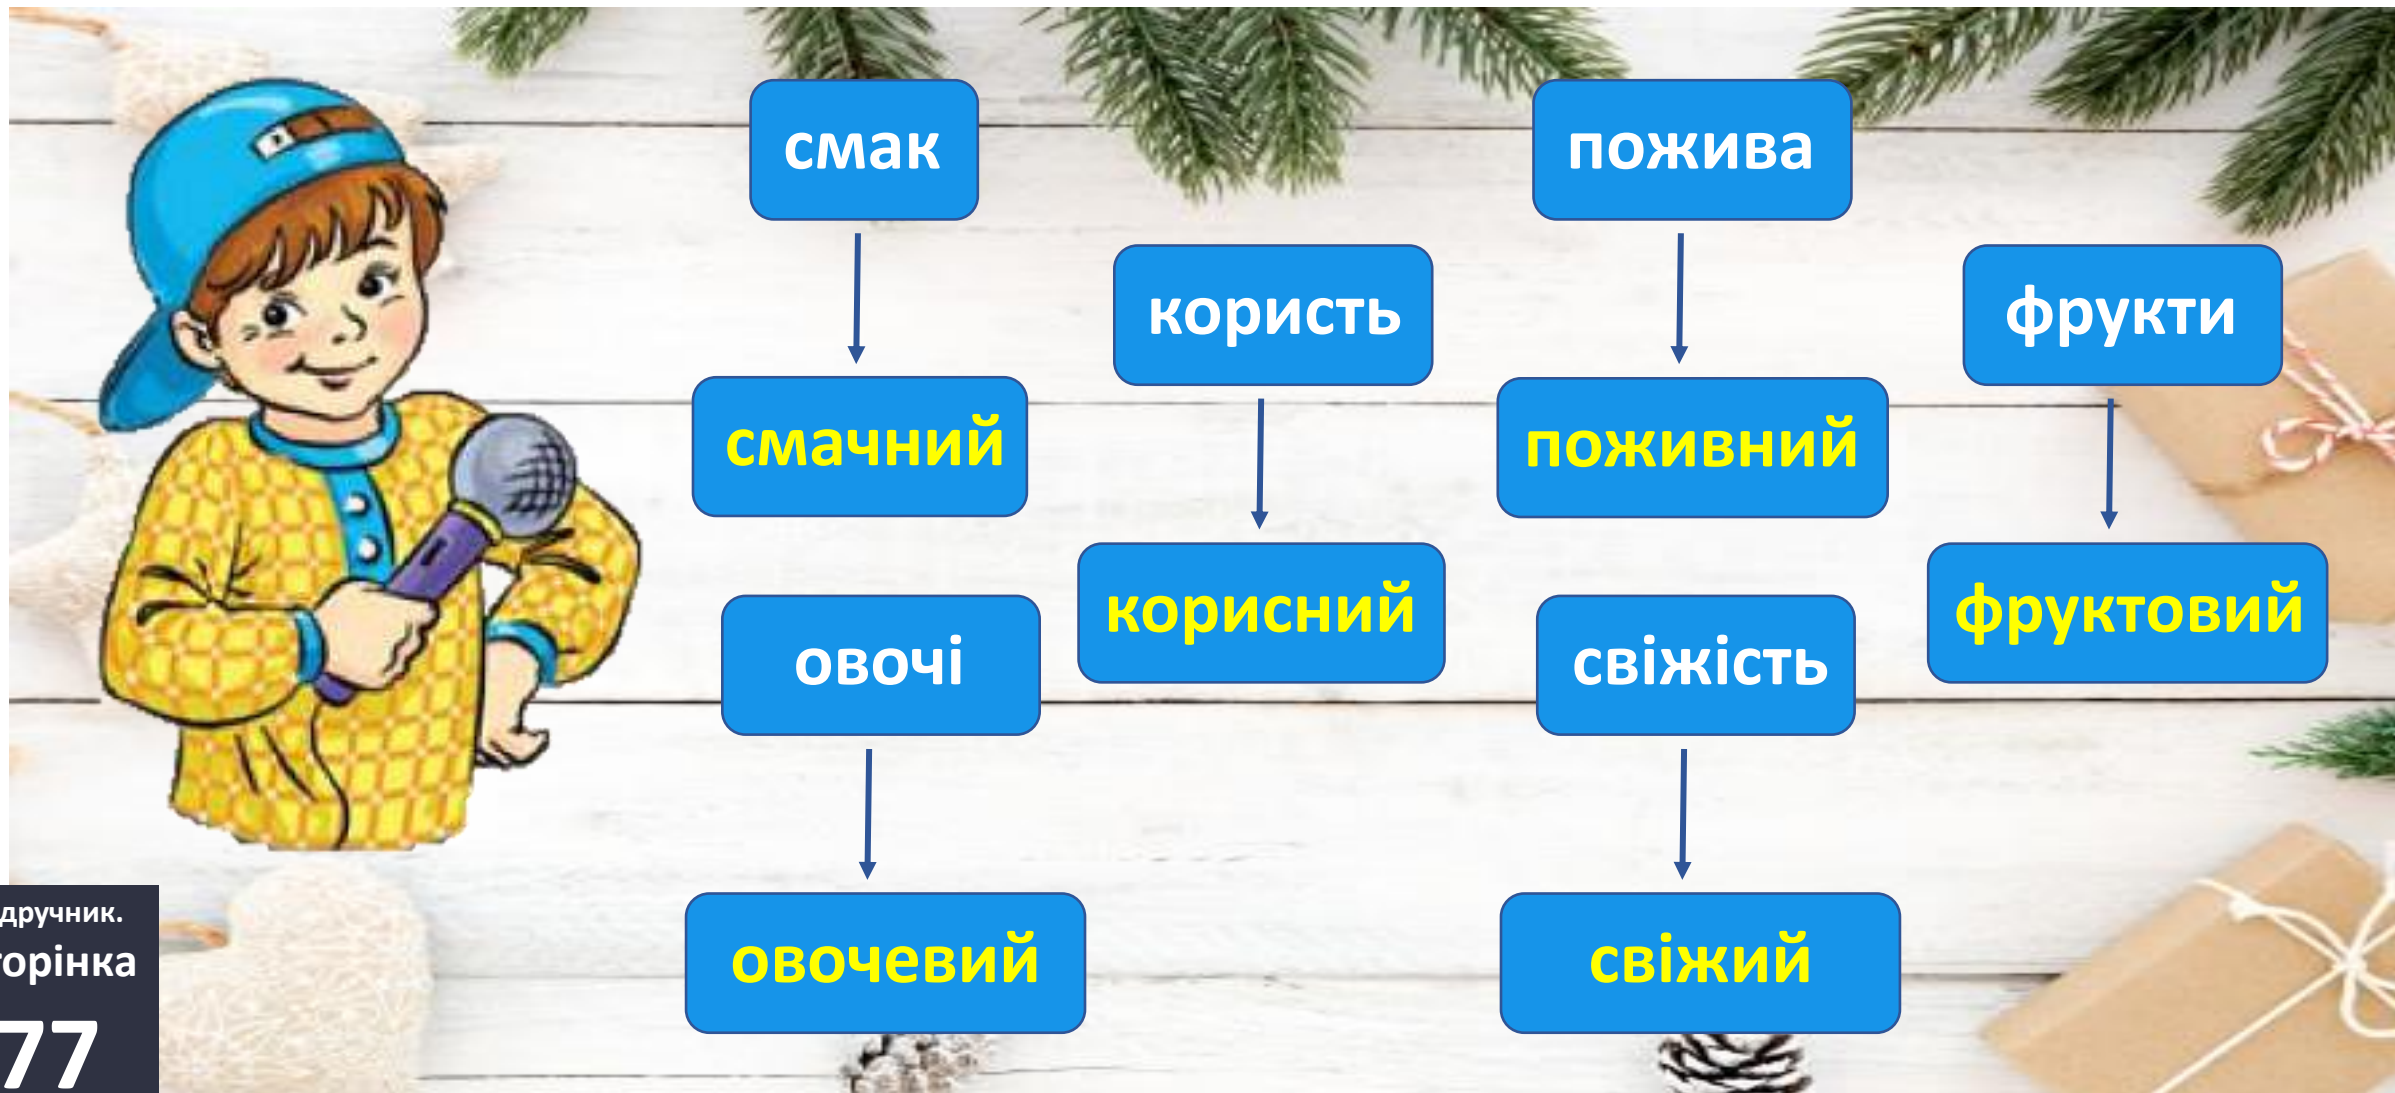 смак
смачний
користь
корисний
пожива
поживний
фрукти
фруктовий
овочі
овочевий
свіжість
свіжий
дручник.
торінка
77